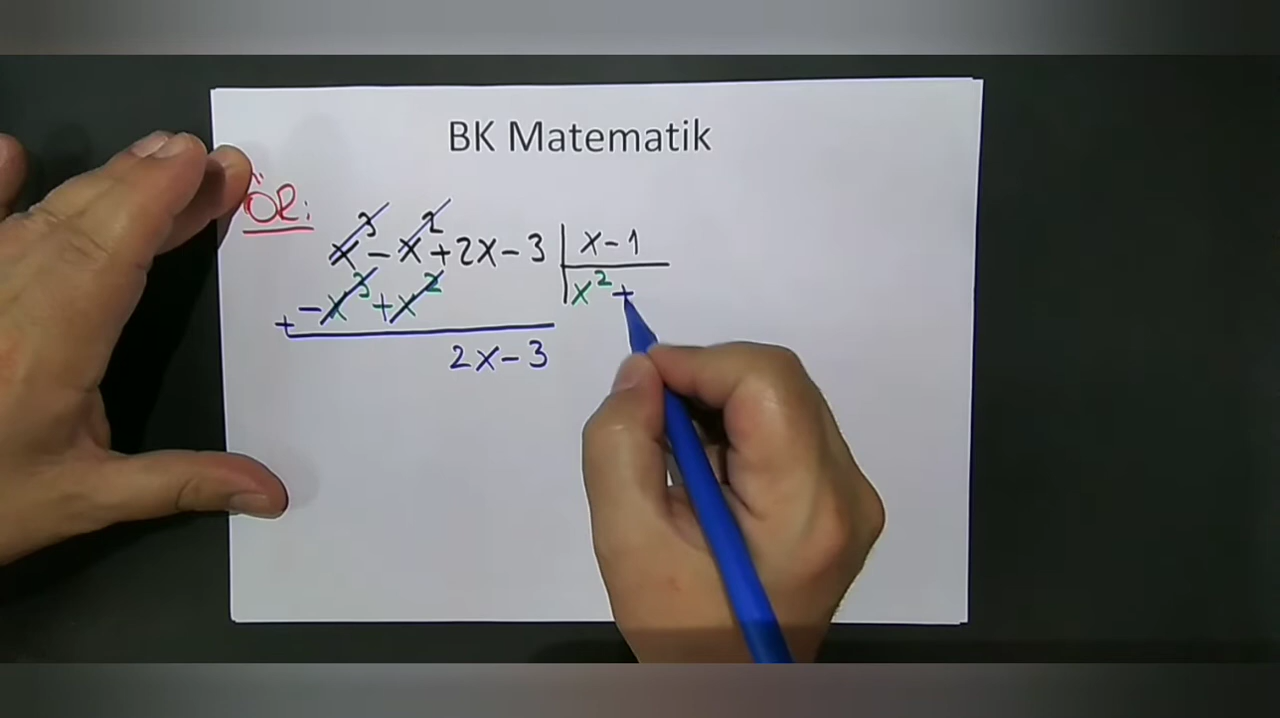 BK Matematik
ÖR:
x³ - x² + 2x - 3 | x - 1
-x³ + x² | x² +
+
2x - 3